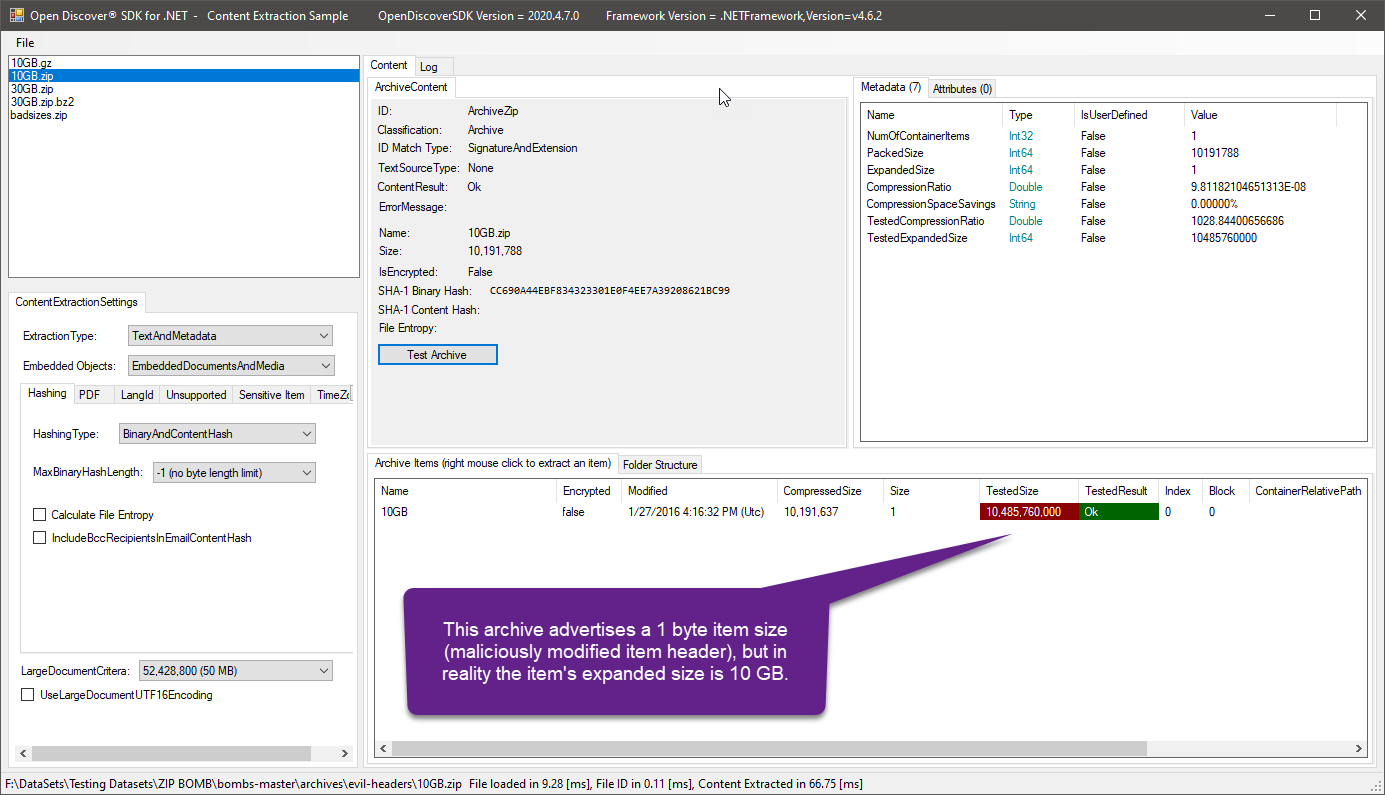 Open Discover® SDK for .NET - Content Extraction Sample OpenDiscoverSDK Version = 2020.4.7.0 Framework Version = .NETFramework,Version=v4.6.2
File
10GB.gz
10GB.zip
30GB.zip
30GB.zip.bz2
badsizes.zip
ContentExtractionSettings
ExtractionType: TextAndMetadata
Embedded Objects: EmbeddedDocumentsAndMedia
Hashing PDF LangId Unsupported Sensitive Item TimeZo
HashingType: BinaryAndContentHash
MaxBinaryHashLength: -1 (no byte length limit)
Calculate File Entropy
IncludeBccRecipientsInEmailContentHash
LargeDocumentCritera: 52,428,800 (50 MB)
UseLargeDocumentUTF16Encoding
Content Log
ArchiveContent
ID: ArchiveZip
Classification: Archive
ID Match Type: SignatureAndExtension
TextSourceType: None
ContentResult: Ok
ErrorMessage:
Name: 10GB.zip
Size: 10,191,788
IsEncrypted: False
SHA-1 Binary Hash: CC690A44EBF834323301E0F4EE7A39208621BC99
SHA-1 Content Hash:
File Entropy:
Test Archive
Metadata (7) Attributes (0)
Name Type IsUserDefined Value
NumOfContainerItems Int32 False 1
PackedSize Int64 False 10191788
ExpandedSize Int64 False 1
CompressionRatio Double False 9.81182104651313E-08
CompressionSpaceSavings String False 0.00000%
TestedCompressionRatio Double False 1028.84400656686
TestedExpandedSize Int64 False 10485760000
Archive Items (right mouse click to extract an item) Folder Structure
Name Encrypted Modified CompressedSize Size TestedSize TestedResult Index Block ContainerRelativePath
10GB false 1/27/2016 4:16:32 PM (Utc) 10,191,637 1 10,485,760,000 Ok 0 0
This archive advertises a 1 byte item size
(maliciously modified item header), but in
reality the item's expanded size is 10 GB.
F:\DataSets\Testing Datasets\ZIP BOMB\bombs-master\archives\evil-headers\10GB.zip File loaded in 9.28 [ms], File ID in 0.11 [ms], Content Extracted in 66.75 [ms]